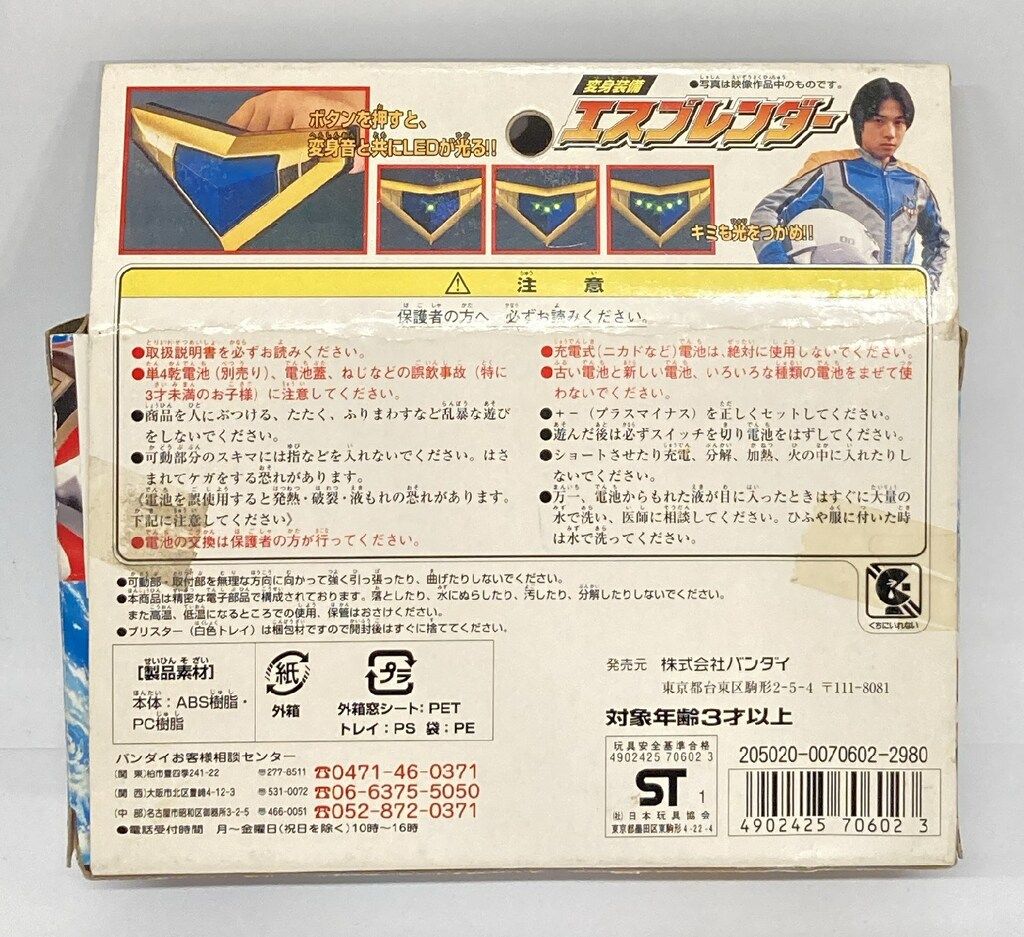 ボタンを押すと、
変身音と共にLEDが光る!!
変身装備
エスプレンダー
●写真は映像作品中のものです。
キミも光をつかめ!!
⚠ 注意
保護者の方へ 必ずお読みください。
●取扱説明書を必ずお読みください。
●単4乾電池(別売り)、電池蓋、ねじなどの誤飲事故(特に
3才未満のお子様)に注意してください。
●商品を人にぶつける、たたく、ふりまわすなど乱暴な遊び
をしないでください。
●可動部分のスキマには指などを入れないでください。はさ
まれてケガをする恐れがあります。
《電池を誤使用すると発熱・破裂・液もれの恐れがあります。
下記に注意してください》
●電池の交換は保護者の方が行ってください。
●充電式(ニカドなど)電池は、絶対に使用しないでください。
●古い電池と新しい電池、いろいろな種類の電池をまぜて使
わないでください。
●+-(プラスマイナス)を正しくセットしてください。
●遊んだ後は必ずスイッチを切り電池をはずしてください。
●ショートさせたり充電、分解、加熱、火の中に入れたりし
ないでください。
●万一、電池からもれた液が目に入ったときはすぐに大量の
水で洗い、医師に相談してください。ひふや服に付いた時
は水で洗ってください。
●可動部・取付部を無理な方向に向かって強く引っ張ったり、曲げたりしないでください。
●本商品は精密な電子部品で構成されております。落としたり、水にぬらしたり、汚したり、分解したりしないでください。
また高温、低温になるところでの使用、保管はおさけください。
●ブリスター(白色トレイ)は梱包材ですので開封後はすぐに捨ててください。
くちにいれない
[製品素材]
本体:ABS樹脂・
PC樹脂
紙
外箱
プラ
外箱窓シート:PET
トレイ:PS 袋:PE
発売元 株式会社バンダイ
東京都台東区駒形2-5-4 〒111-8081
対象年齢3才以上
バンダイお客様相談センター
(関 東)柏市豊四季241-22 〒277-8511 ☎0471-46-0371
(関 西)大阪市北区豊崎4-12-3 〒531-0072 ☎06-6375-5050
(中 部)名古屋市昭和区御器所3-2-5 〒466-0051 ☎052-872-0371
●電話受付時間 月~金曜日(祝日を除く)10時~16時
玩具安全基準合格
4902425 70602 3
ST 1
(社)日本玩具協会
東京都墨田区東駒形4-22-4
205020-0070602-2980
4902425 70602 3